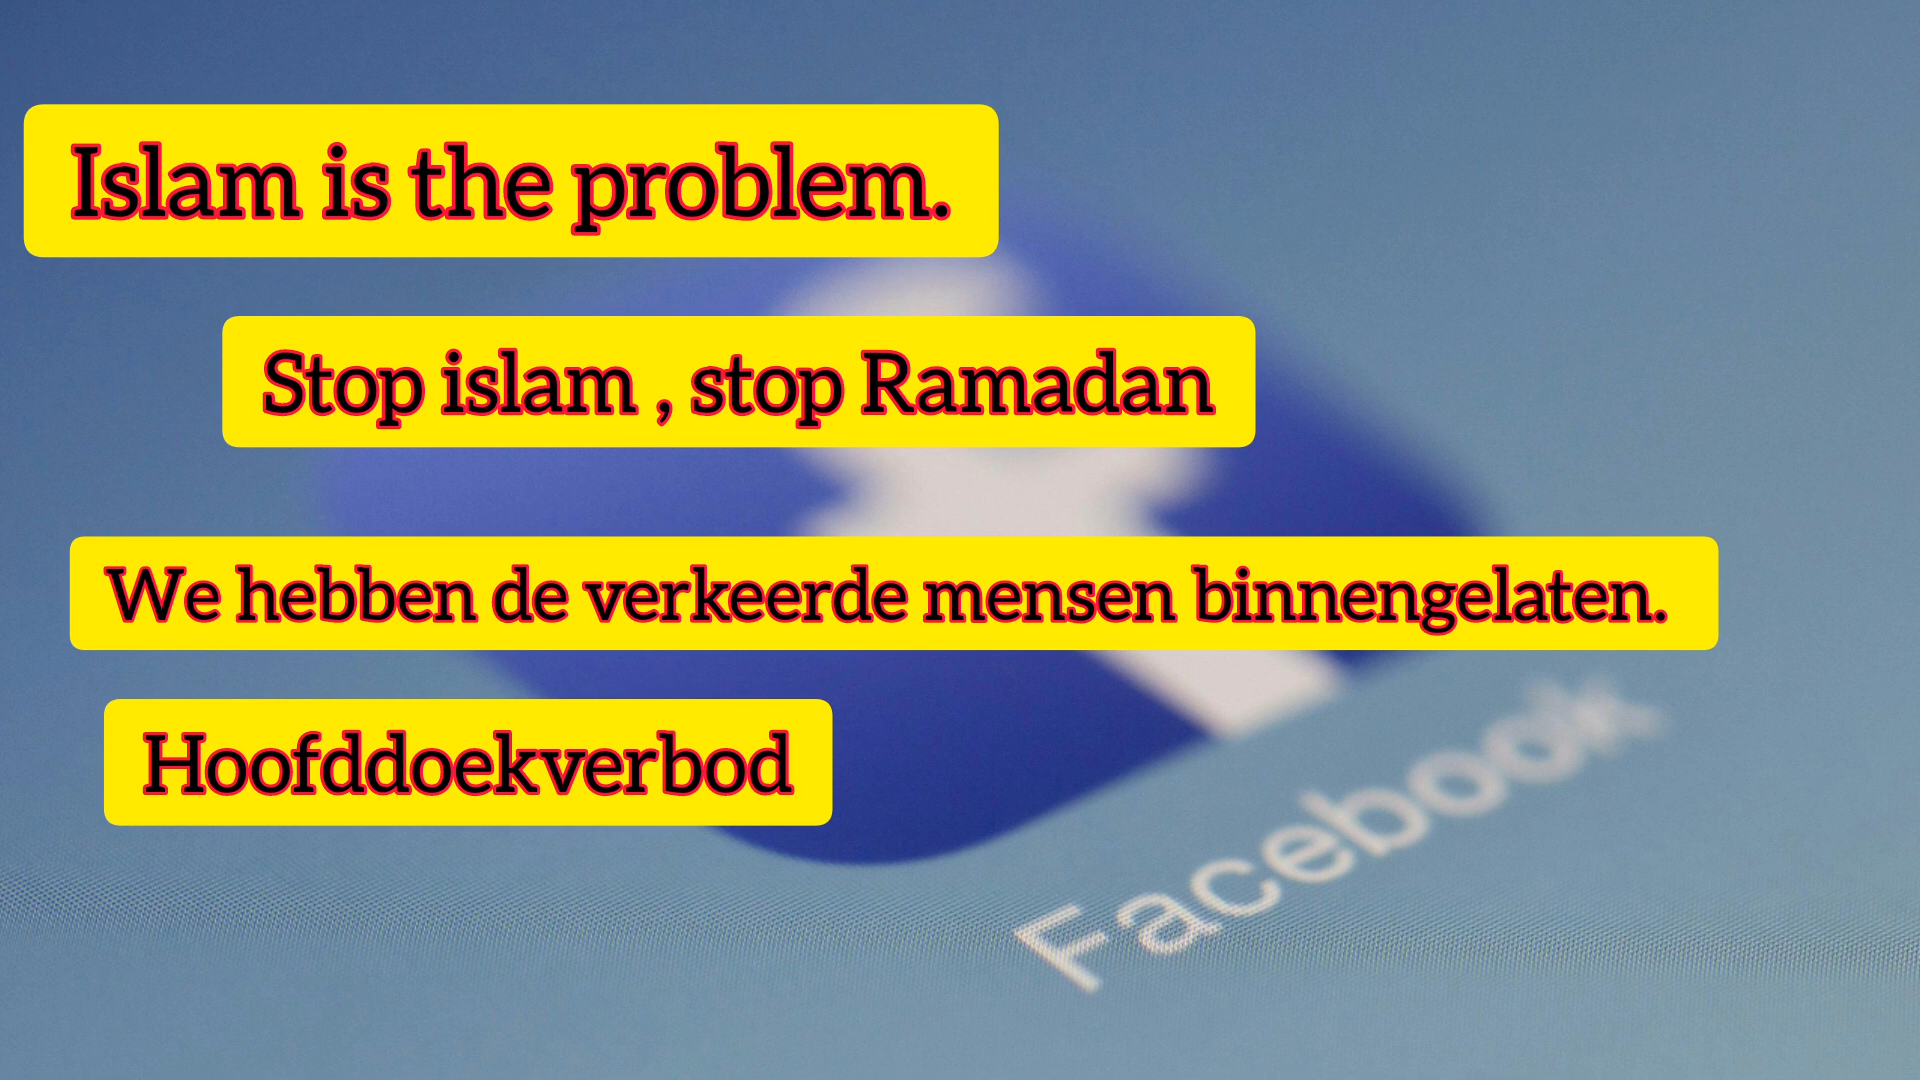 Islam is the problem.
Stop islam , stop Ramadan
We hebben de verkeerde mensen binnengelaten.
Hoofddoekverbod
Facebook